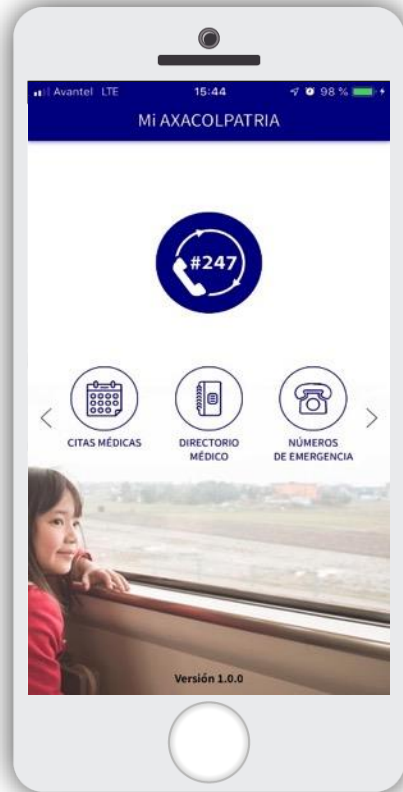 Avantel LTE 15:44 98 %
Mi AXACOLPATRIA
#247
CITAS MÉDICAS
DIRECTORIO
MÉDICO
NÚMEROS
DE EMERGENCIA
Versión 1.0.0